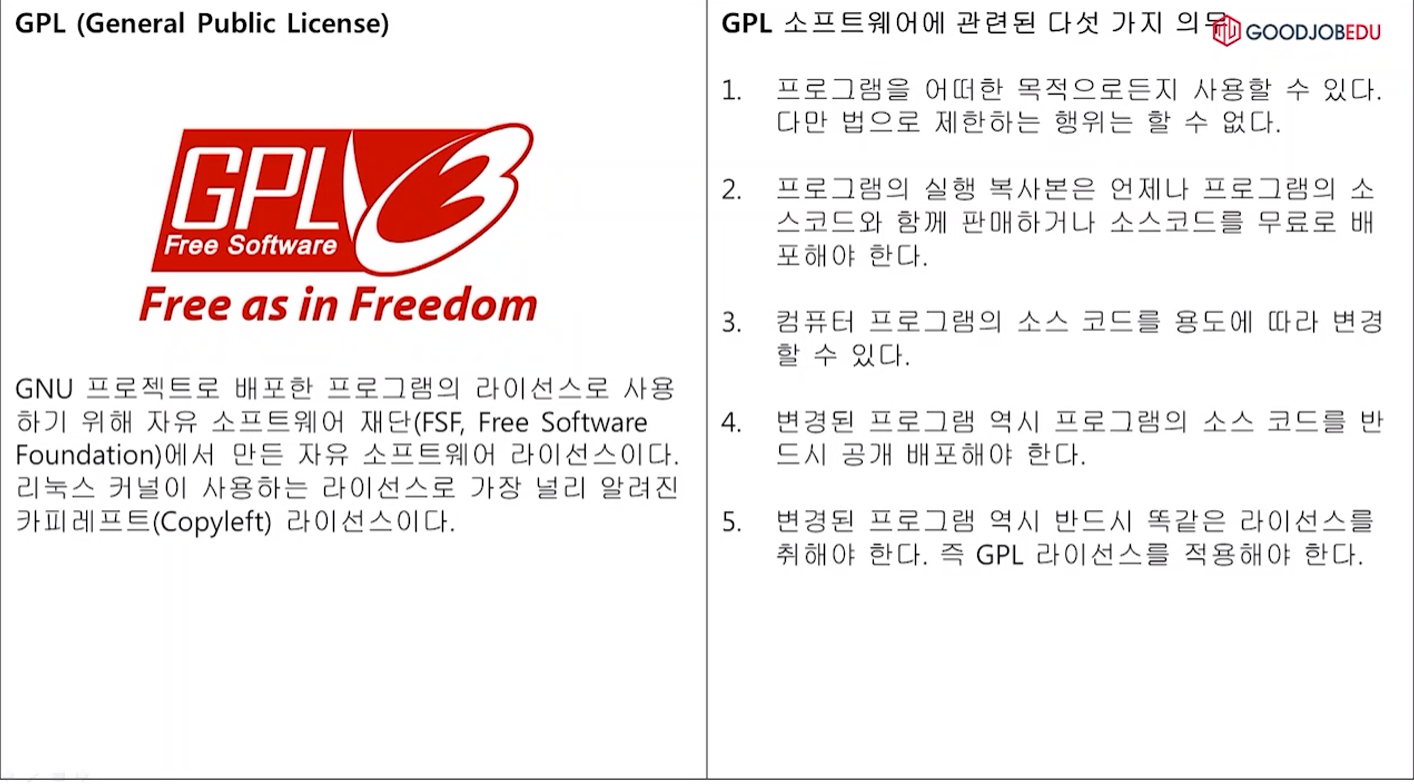 GPL (General Public License)
GPL
Free Software
3
Free as in Freedom
GNU 프로젝트로 배포한 프로그램의 라이선스로 사용
하기 위해 자유 소프트웨어 재단(FSF, Free Software
Foundation)에서 만든 자유 소프트웨어 라이선스이다.
리눅스 커널이 사용하는 라이선스로 가장 널리 알려진
카피레프트(Copyleft) 라이선스이다.
GPL 소프트웨어에 관련된 다섯 가지 의무
GOODJOBEDU
1. 프로그램을 어떠한 목적으로든지 사용할 수 있다.
다만 법으로 제한하는 행위는 할 수 없다.
2. 프로그램의 실행 복사본은 언제나 프로그램의 소
스코드와 함께 판매하거나 소스코드를 무료로 배
포해야 한다.
3. 컴퓨터 프로그램의 소스 코드를 용도에 따라 변경
할 수 있다.
4. 변경된 프로그램 역시 프로그램의 소스 코드를 반
드시 공개 배포해야 한다.
5. 변경된 프로그램 역시 반드시 똑같은 라이선스를
취해야 한다. 즉 GPL 라이선스를 적용해야 한다.